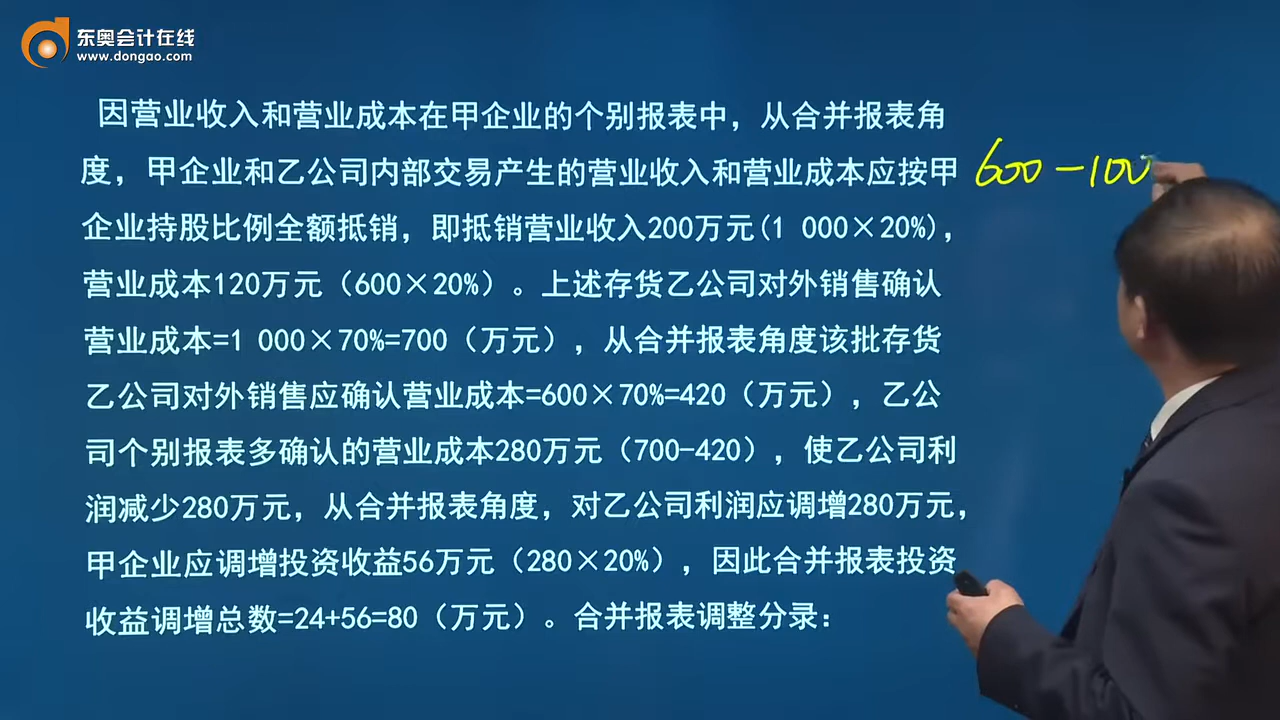 东奥会计在线
www.dongao.com
因营业收入和营业成本在甲企业的个别报表中，从合并报表角
度，甲企业和乙公司内部交易产生的营业收入和营业成本应按甲
企业持股比例全额抵销，即抵销营业收入200万元(1 000×20%)，
营业成本120万元（600×20%）。上述存货乙公司对外销售确认
营业成本=1 000×70%=700（万元），从合并报表角度该批存货
乙公司对外销售应确认营业成本=600×70%=420（万元），乙公
司个别报表多确认的营业成本280万元（700-420），使乙公司利
润减少280万元，从合并报表角度，对乙公司利润应调增280万元，
甲企业应调增投资收益56万元（280×20%），因此合并报表投资
收益调增总数=24+56=80（万元）。合并报表调整分录：
600-100